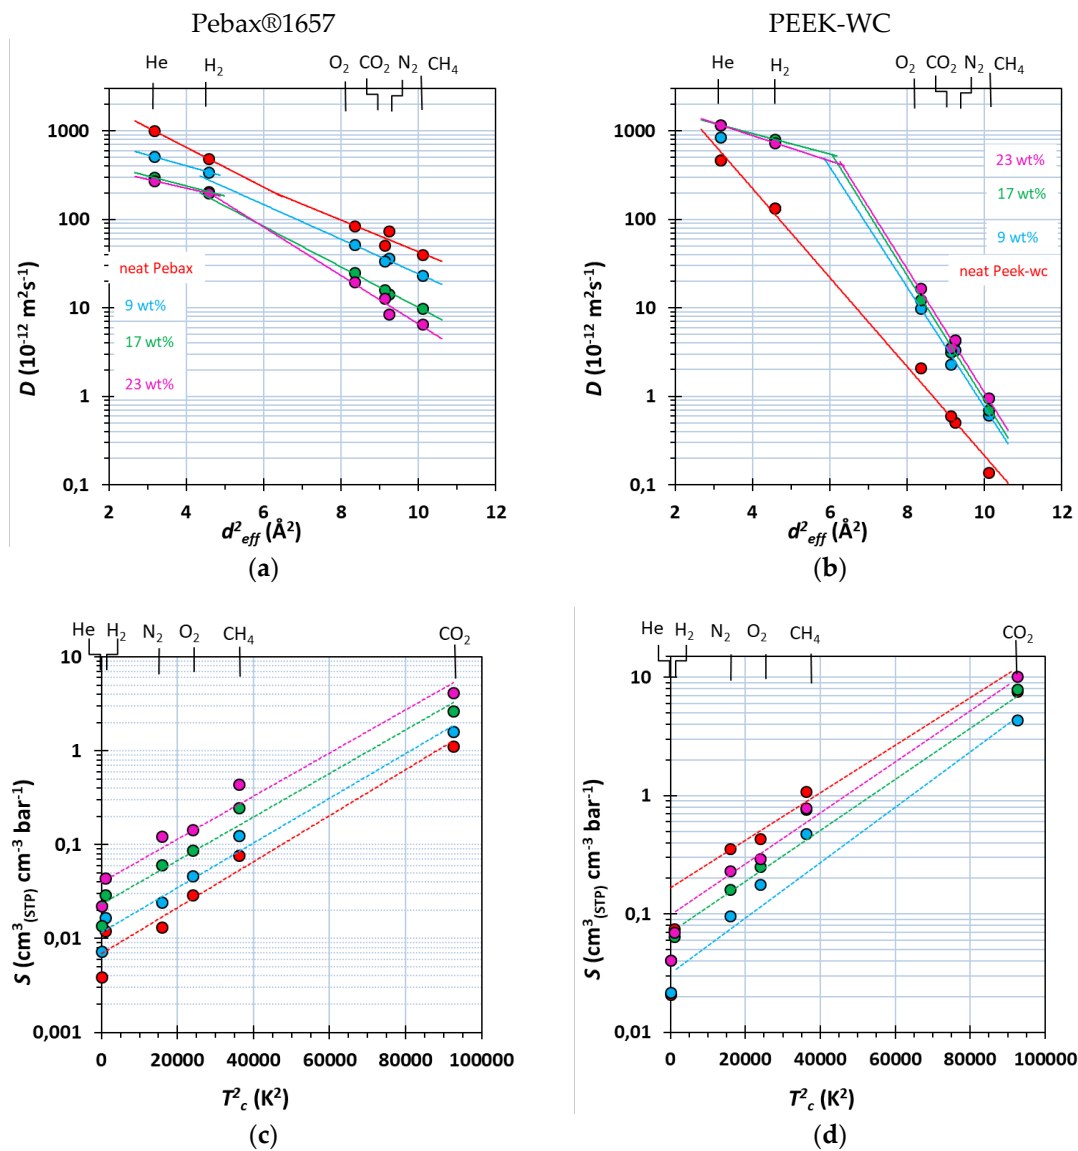 Pebax®1657
PEEK-WC
He H₂ O₂ CO₂ N₂ CH₄
1000
100
10
1
0,1
D (10⁻¹² m²s⁻¹)
neat Pebax
9 wt%
17 wt%
23 wt%
2 4 6 8 10 12
d²eff (Å²)
(a)
He H₂ O₂ CO₂ N₂ CH₄
1000
100
10
1
0,1
D (10⁻¹² m²s⁻¹)
23 wt%
17 wt%
9 wt%
neat Peek-wc
2 4 6 8 10 12
d²eff (Å²)
(b)
He H₂ N₂ O₂ CH₄ CO₂
10
1
0,1
0,01
0,001
S (cm³(STP) cm⁻³ bar⁻¹)
0 20000 40000 60000 80000 100000
T²c (K²)
(c)
He H₂ N₂ O₂ CH₄ CO₂
10
1
0,1
0,01
S (cm³(STP) cm⁻³ bar⁻¹)
0 20000 40000 60000 80000 100000
T²c (K²)
(d)